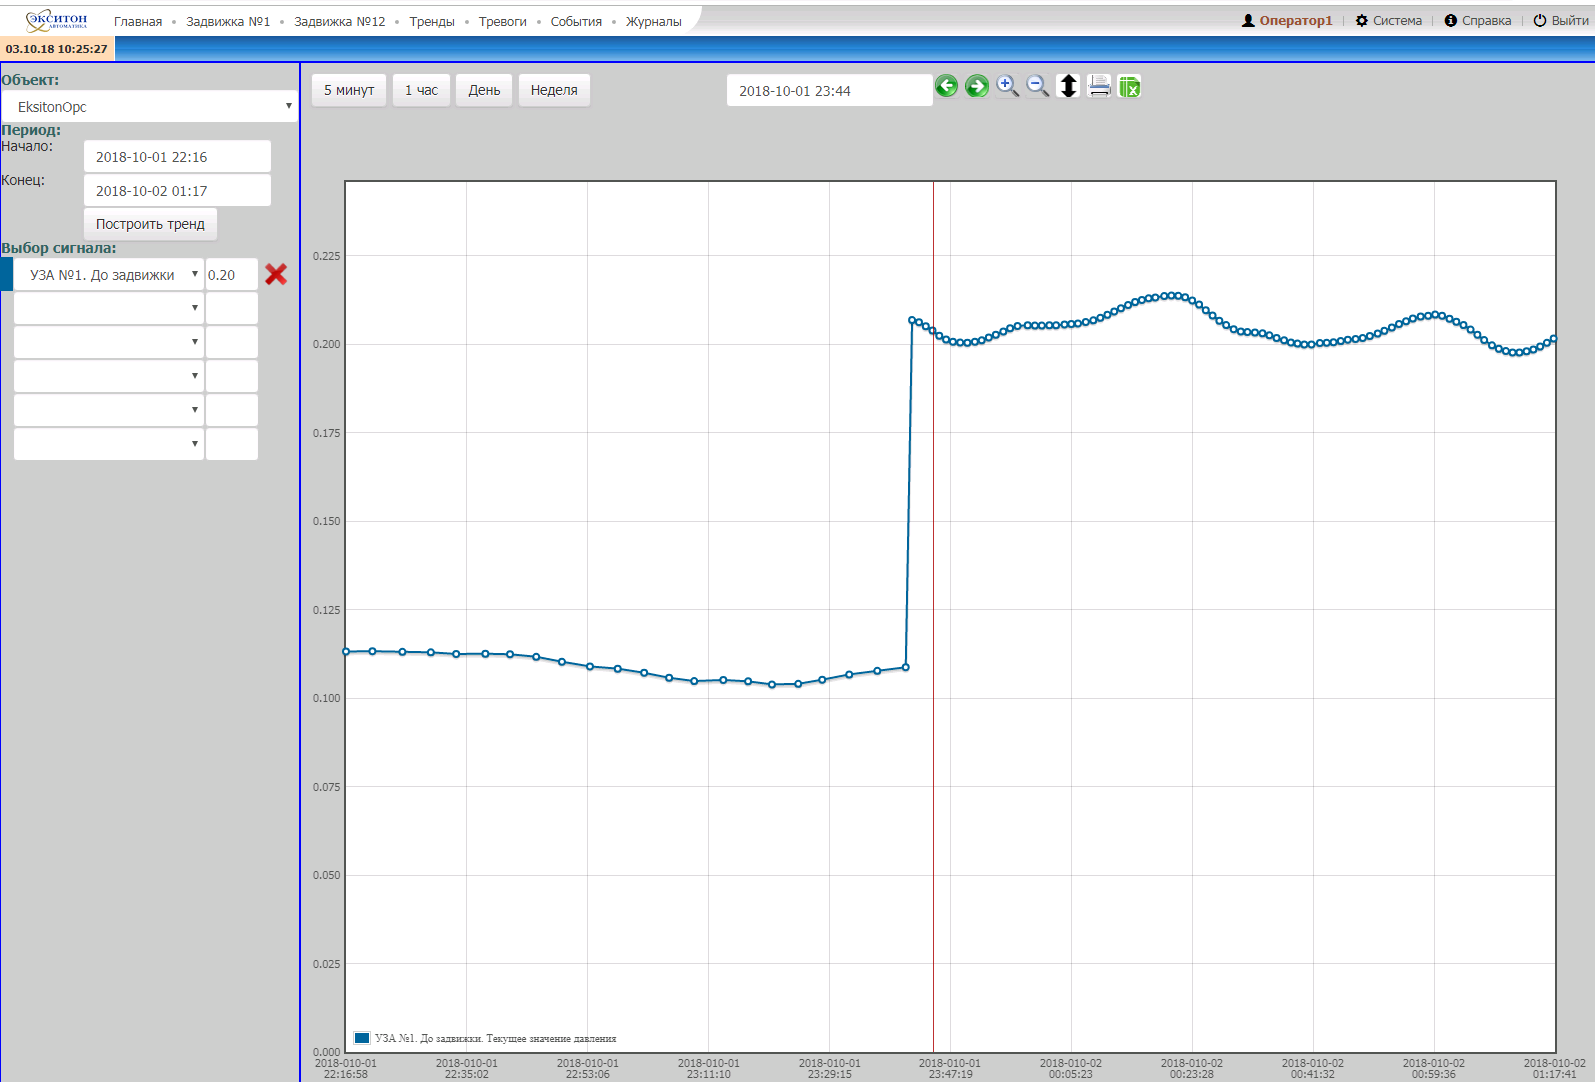 ЭКСИТОН
АВТОМАТИКА
Главная • Задвижка №1 • Задвижка №12 • Тренды • Тревоги • События • Журналы
Оператор1 | Система | Справка | Выйти
03.10.18 10:25:27
Объект:
EksitonOpc
Период:
Начало:
2018-10-01 22:16
Конец:
2018-10-02 01:17
Построить тренд
Выбор сигнала:
УЗА №1. До задвижки 0.20
5 минут 1 час День Неделя
2018-10-01 23:44
0.225
0.200
0.175
0.150
0.125
0.100
0.075
0.050
0.025
0.000
УЗА №1. До задвижки. Текущее значение давления
2018-010-01 2018-010-01 2018-010-01 2018-010-01 2018-010-01 2018-010-01 2018-010-02 2018-010-02 2018-010-02 2018-010-02 2018-010-02
22:16:58 22:35:02 22:53:06 23:11:10 23:29:15 23:47:19 00:05:23 00:23:28 00:41:32 00:59:36 01:17:41